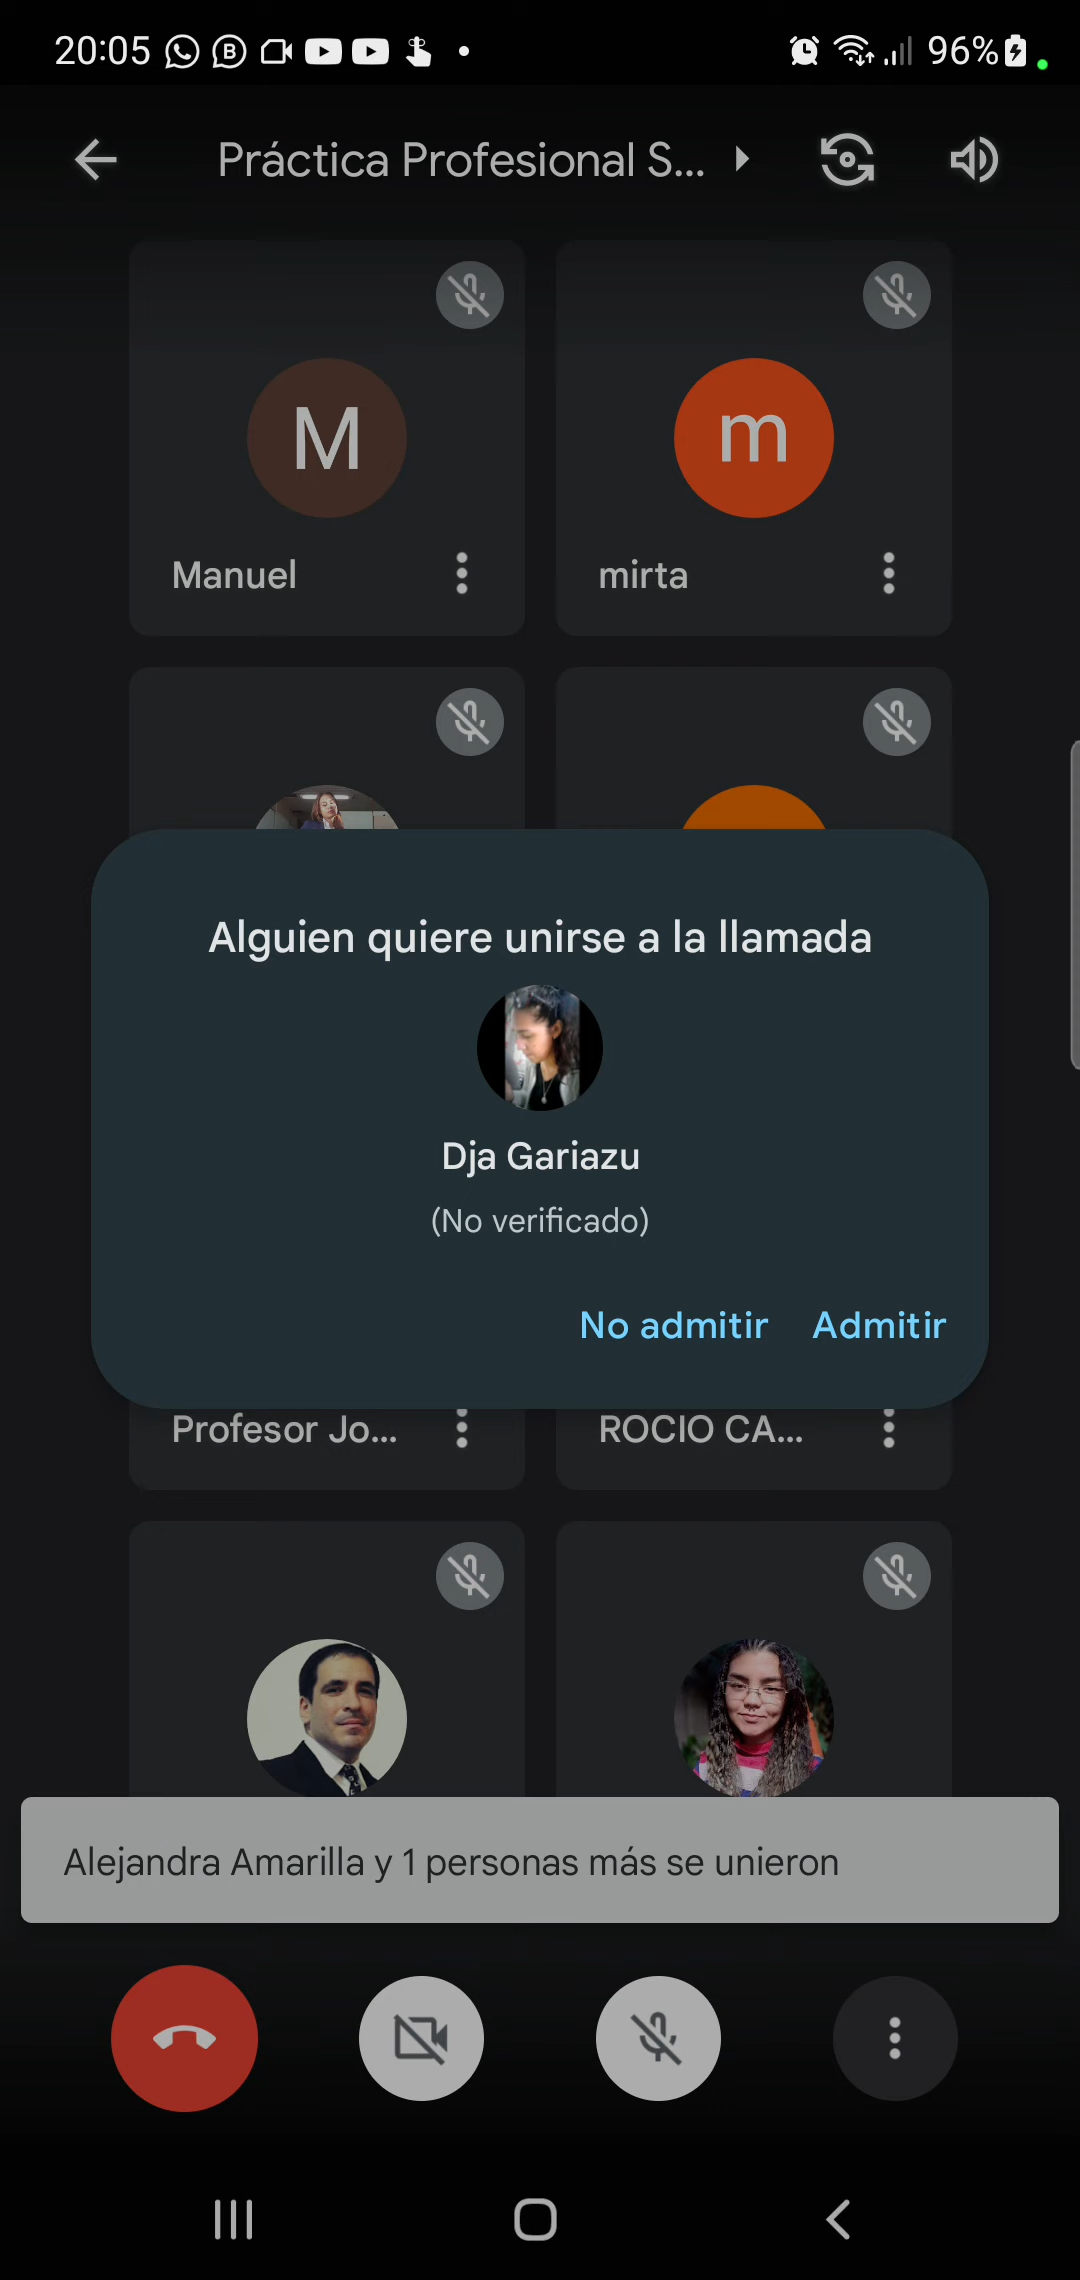 20:05
96%
Práctica Profesional S...
M
m
Manuel
mirta
Alguien quiere unirse a la llamada
Dja Gariazu
(No verificado)
No admitir
Admitir
Profesor Jo...
ROCIO CA...
Alejandra Amarilla y 1 personas más se unieron